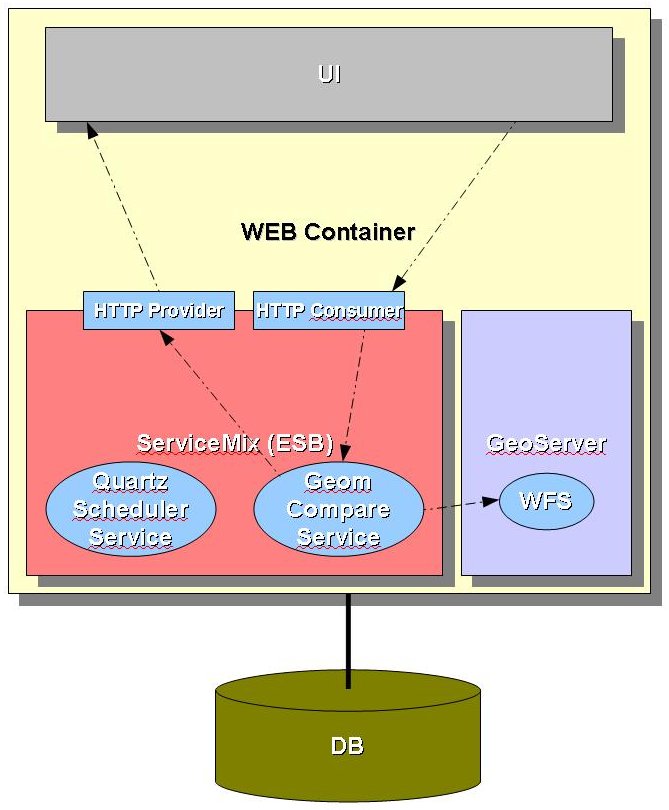 UI
WEB Container
HTTP Provider
HTTP Consumer
ServiceMix (ESB)
GeoServer
Quartz
Scheduler
Service
Geom
Compare
Service
WFS
DB